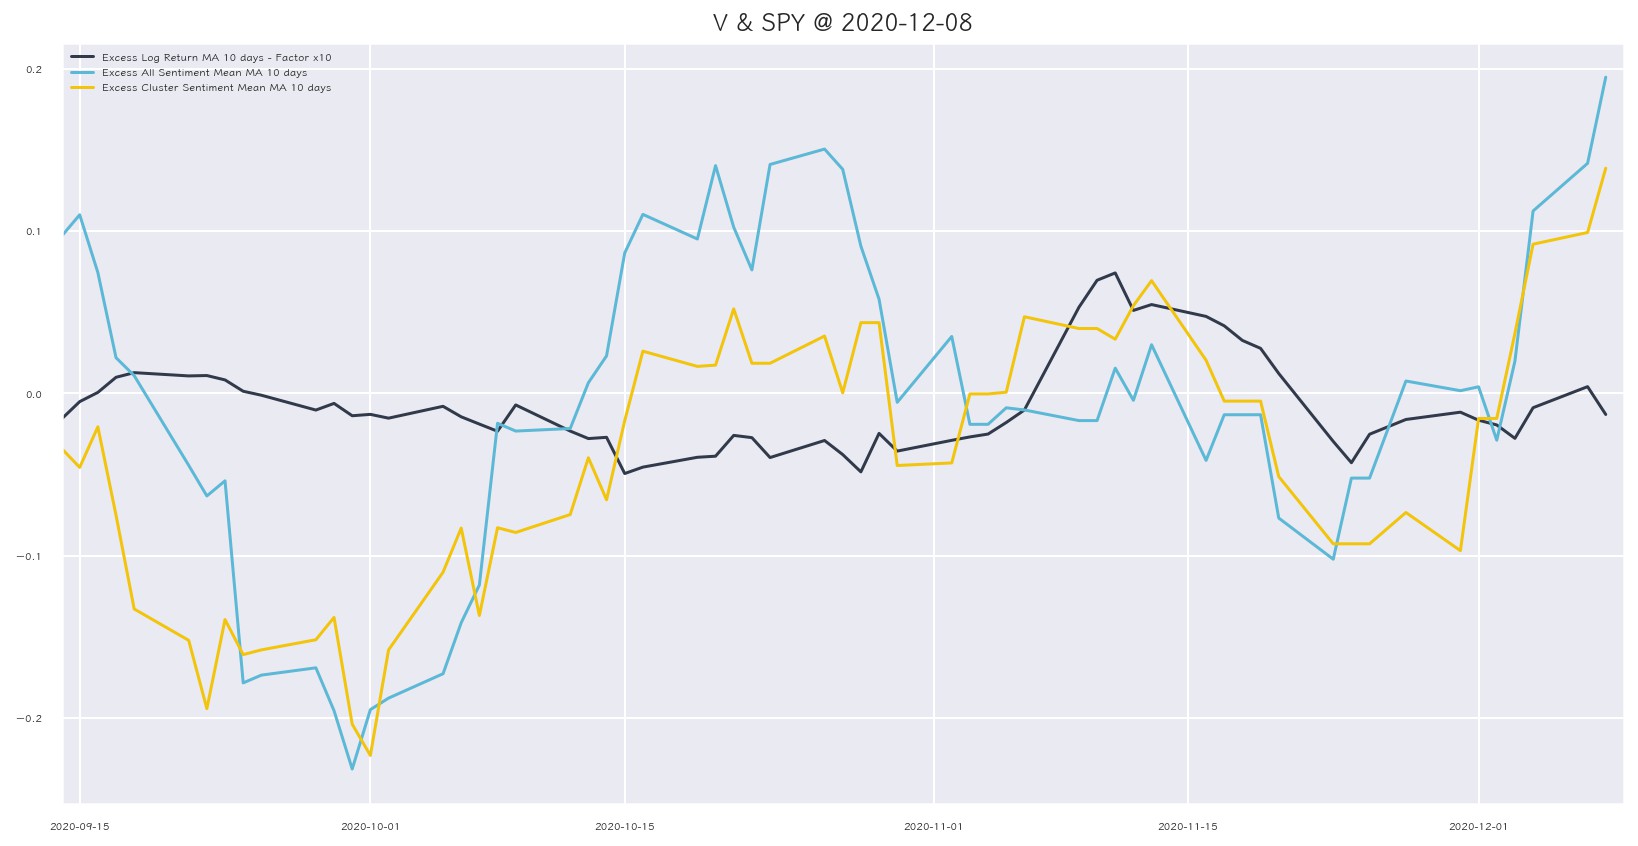 V & SPY @ 2020-12-08
Excess Log Return MA 10 days - Factor x10
Excess All Sentiment Mean MA 10 days
Excess Cluster Sentiment Mean MA 10 days
0.2
0.1
0.0
−0.1
−0.2
2020-09-15 2020-10-01 2020-10-15 2020-11-01 2020-11-15 2020-12-01